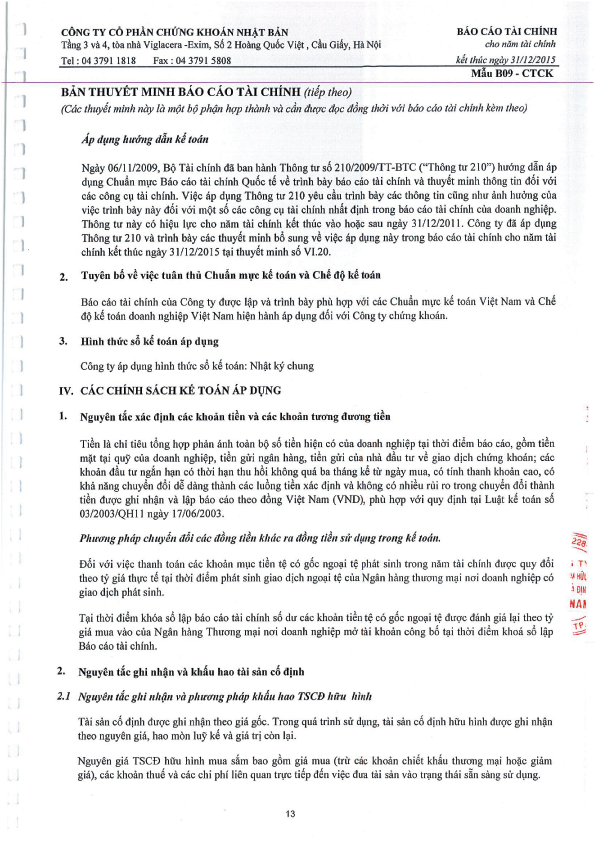 CÔNG TY CỔ PHẦN CHỨNG KHOÁN NHẬT BẢN
Tầng 3 và 4, tòa nhà Viglacera -Exim, Số 2 Hoàng Quốc Việt , Cầu Giấy, Hà Nội
Tel : 04 3791 1818 Fax : 04 3791 5808
BÁO CÁO TÀI CHÍNH
cho năm tài chính
kết thúc ngày 31/12/2015
Mẫu B09 - CTCK
BẢN THUYẾT MINH BÁO CÁO TÀI CHÍNH (tiếp theo)
(Các thuyết minh này là một bộ phận hợp thành và cần được đọc đồng thời với báo cáo tài chính kèm theo)
Áp dụng hướng dẫn kế toán
Ngày 06/11/2009, Bộ Tài chính đã ban hành Thông tư số 210/2009/TT-BTC (“Thông tư 210”) hướng dẫn áp
dụng Chuẩn mực Báo cáo tài chính Quốc tế về trình bày báo cáo tài chính và thuyết minh thông tin đối với
các công cụ tài chính. Việc áp dụng Thông tư 210 yêu cầu trình bày các thông tin cũng như ảnh hưởng của
việc trình bày này đối với một số các công cụ tài chính nhất định trong báo cáo tài chính của doanh nghiệp.
Thông tư này có hiệu lực cho năm tài chính kết thúc vào hoặc sau ngày 31/12/2011. Công ty đã áp dụng
Thông tư 210 và trình bày các thuyết minh bổ sung về việc áp dụng này trong báo cáo tài chính cho năm tài
chính kết thúc ngày 31/12/2015 tại thuyết minh số VI.20.
2. Tuyên bố về việc tuân thủ Chuẩn mực kế toán và Chế độ kế toán
Báo cáo tài chính của Công ty được lập và trình bày phù hợp với các Chuẩn mực kế toán Việt Nam và Chế
độ kế toán doanh nghiệp Việt Nam hiện hành áp dụng đối với Công ty chứng khoán.
3. Hình thức sổ kế toán áp dụng
Công ty áp dụng hình thức sổ kế toán: Nhật ký chung
IV. CÁC CHÍNH SÁCH KẾ TOÁN ÁP DỤNG
1. Nguyên tắc xác định các khoản tiền và các khoản tương đương tiền
Tiền là chỉ tiêu tổng hợp phản ánh toàn bộ số tiền hiện có của doanh nghiệp tại thời điểm báo cáo, gồm tiền
mặt tại quỹ của doanh nghiệp, tiền gửi ngân hàng, tiền gửi của nhà đầu tư về giao dịch chứng khoán; các
khoản đầu tư ngắn hạn có thời hạn thu hồi không quá ba tháng kể từ ngày mua, có tính thanh khoản cao, có
khả năng chuyển đổi dễ dàng thành các luồng tiền xác định và không có nhiều rủi ro trong chuyển đổi thành
tiền được ghi nhận và lập báo cáo theo đồng Việt Nam (VND), phù hợp với quy định tại Luật kế toán số
03/2003/QH11 ngày 17/06/2003.
Phương pháp chuyển đổi các đồng tiền khác ra đồng tiền sử dụng trong kế toán.
Đối với việc thanh toán các khoản mục tiền tệ có gốc ngoại tệ phát sinh trong năm tài chính được quy đổi
theo tỷ giá thực tế tại thời điểm phát sinh giao dịch ngoại tệ của Ngân hàng thương mại nơi doanh nghiệp có
giao dịch phát sinh.
Tại thời điểm khóa sổ lập báo cáo tài chính số dư các khoản tiền tệ có gốc ngoại tệ được đánh giá lại theo tỷ
giá mua vào của Ngân hàng Thương mại nơi doanh nghiệp mở tài khoản công bố tại thời điểm khoá sổ lập
Báo cáo tài chính.
2. Nguyên tắc ghi nhận và khấu hao tài sản cố định
2.1 Nguyên tắc ghi nhận và phương pháp khấu hao TSCĐ hữu hình
Tài sản cố định được ghi nhận theo giá gốc. Trong quá trình sử dụng, tài sản cố định hữu hình được ghi nhận
theo nguyên giá, hao mòn luỹ kế và giá trị còn lại.
Nguyên giá TSCĐ hữu hình mua sắm bao gồm giá mua (trừ các khoản chiết khấu thương mại hoặc giảm
giá), các khoản thuế và các chi phí liên quan trực tiếp đến việc đưa tài sản vào trạng thái sẵn sàng sử dụng.
13
228
NAM
TP